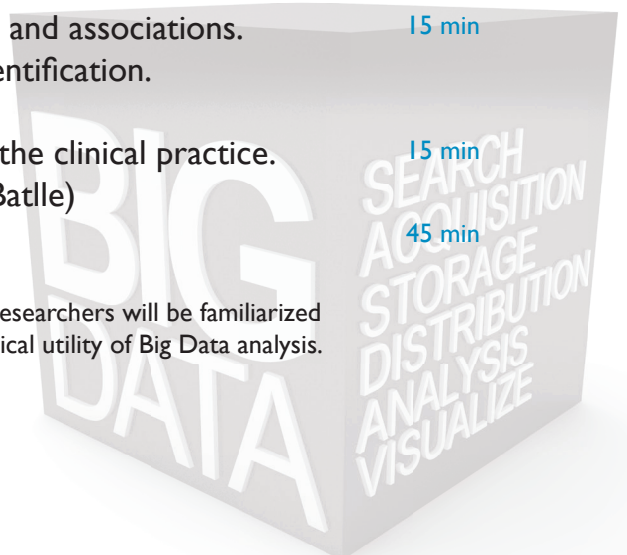 and associations. 15 min
entification.
the clinical practice. 15 min
Batlle)
45 min
esearchers will be familiarized
ical utility of Big Data analysis.
BIG
DATA
SEARCH
ACQUISITION
STORAGE
DISTRIBUTION
ANALYSIS
VISUALIZE